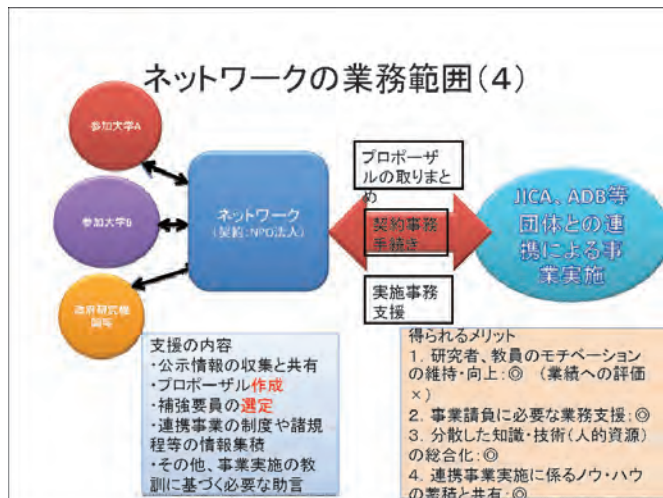 ネットワークの業務範囲(4)
参加大学A
参加大学B
政府研究機
関等
ネットワーク
(契約:NPO法人)
プロポーザ
ルの取りまと
め
契約事務
手続き
実施事務
支援
JICA、ADB等
団体との連
携による事
業実施
支援の内容
・公示情報の収集と共有
・プロポーザル作成
・補強要員の選定
・連携事業の制度や諸規
程等の情報集積
・その他、事業実施の教
訓に基づく必要な助言
得られるメリット
1. 研究者、教員のモチベーション
の維持・向上:◎ (業績への評価
×)
2. 事業請負に必要な業務支援:◎
3. 分散した知識・技術(人的資源)
の総合化:◎
4. 連携事業実施に係るノウ・ハウ
の蓄積と共有:◎